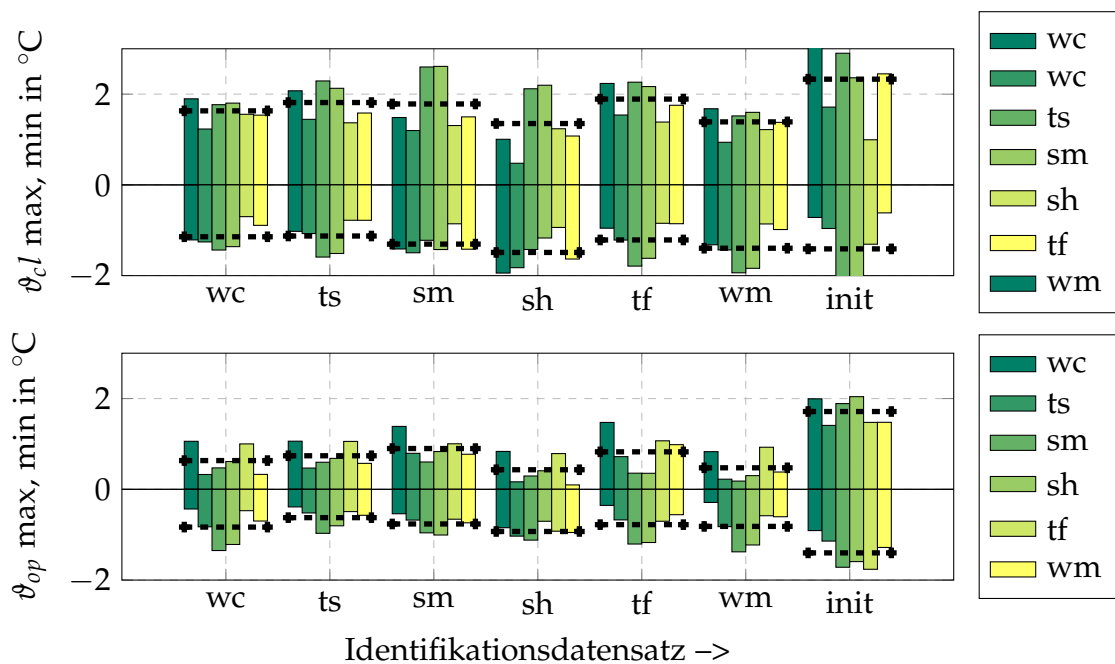 ϑ_c l max, min in °C
2
0
−2
wc ts sm sh tf wm init
wc
wc
ts
sm
sh
tf
wm
ϑ_op max, min in °C
2
0
−2
wc ts sm sh tf wm init
Identifikationsdatensatz –>
wc
ts
sm
sh
tf
wm